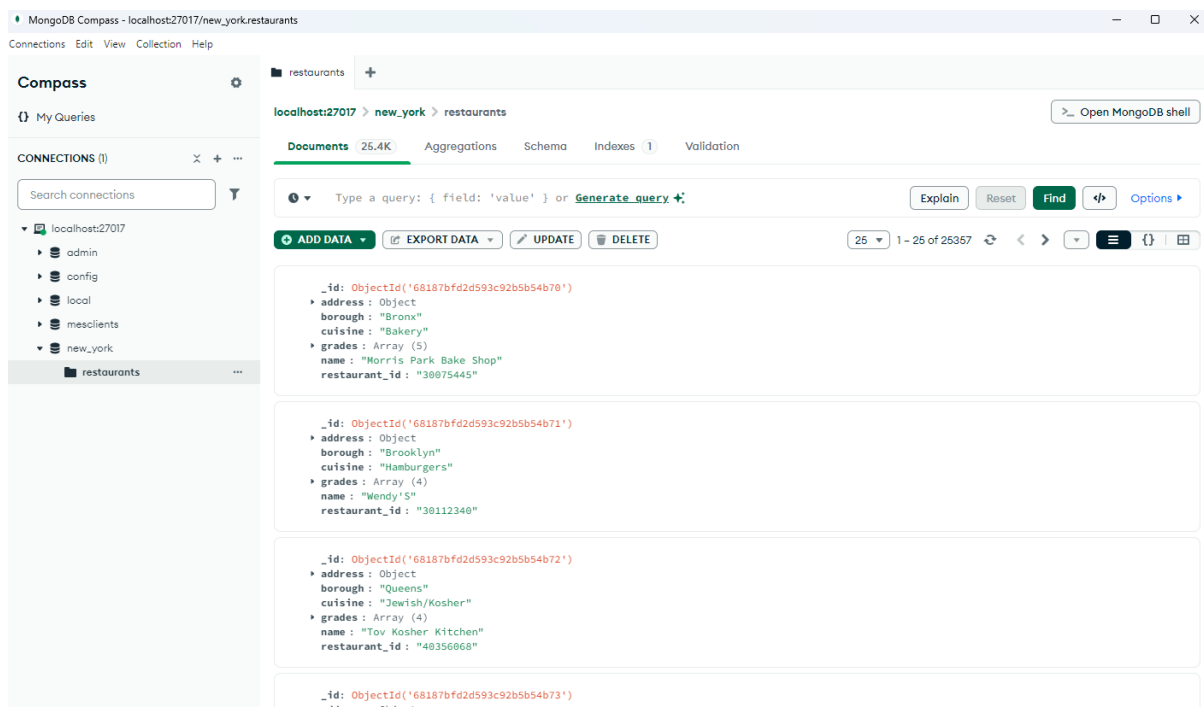 MongoDB Compass - localhost:27017/new_york.restaurants
Connections Edit View Collection Help
Compass
{} My Queries
CONNECTIONS (1)
Search connections
localhost:27017
admin
config
local
mesclients
new_york
restaurants
restaurants
localhost:27017 > new_york > restaurants
>_ Open MongoDB shell
Documents 25.4K Aggregations Schema Indexes 1 Validation
Type a query: { field: 'value' } or Generate query
Explain Reset Find </> Options
ADD DATA EXPORT DATA UPDATE DELETE
25 1 – 25 of 25357 {}
_id: ObjectId('68187bfd2d593c92b5b54b70')
address : Object
borough : "Bronx"
cuisine : "Bakery"
grades : Array (5)
name : "Morris Park Bake Shop"
restaurant_id : "30075445"
_id: ObjectId('68187bfd2d593c92b5b54b71')
address : Object
borough : "Brooklyn"
cuisine : "Hamburgers"
grades : Array (4)
name : "Wendy'S"
restaurant_id : "30112340"
_id: ObjectId('68187bfd2d593c92b5b54b72')
address : Object
borough : "Queens"
cuisine : "Jewish/Kosher"
grades : Array (4)
name : "Tov Kosher Kitchen"
restaurant_id : "40356068"
_id: ObjectId('68187bfd2d593c92b5b54b73')